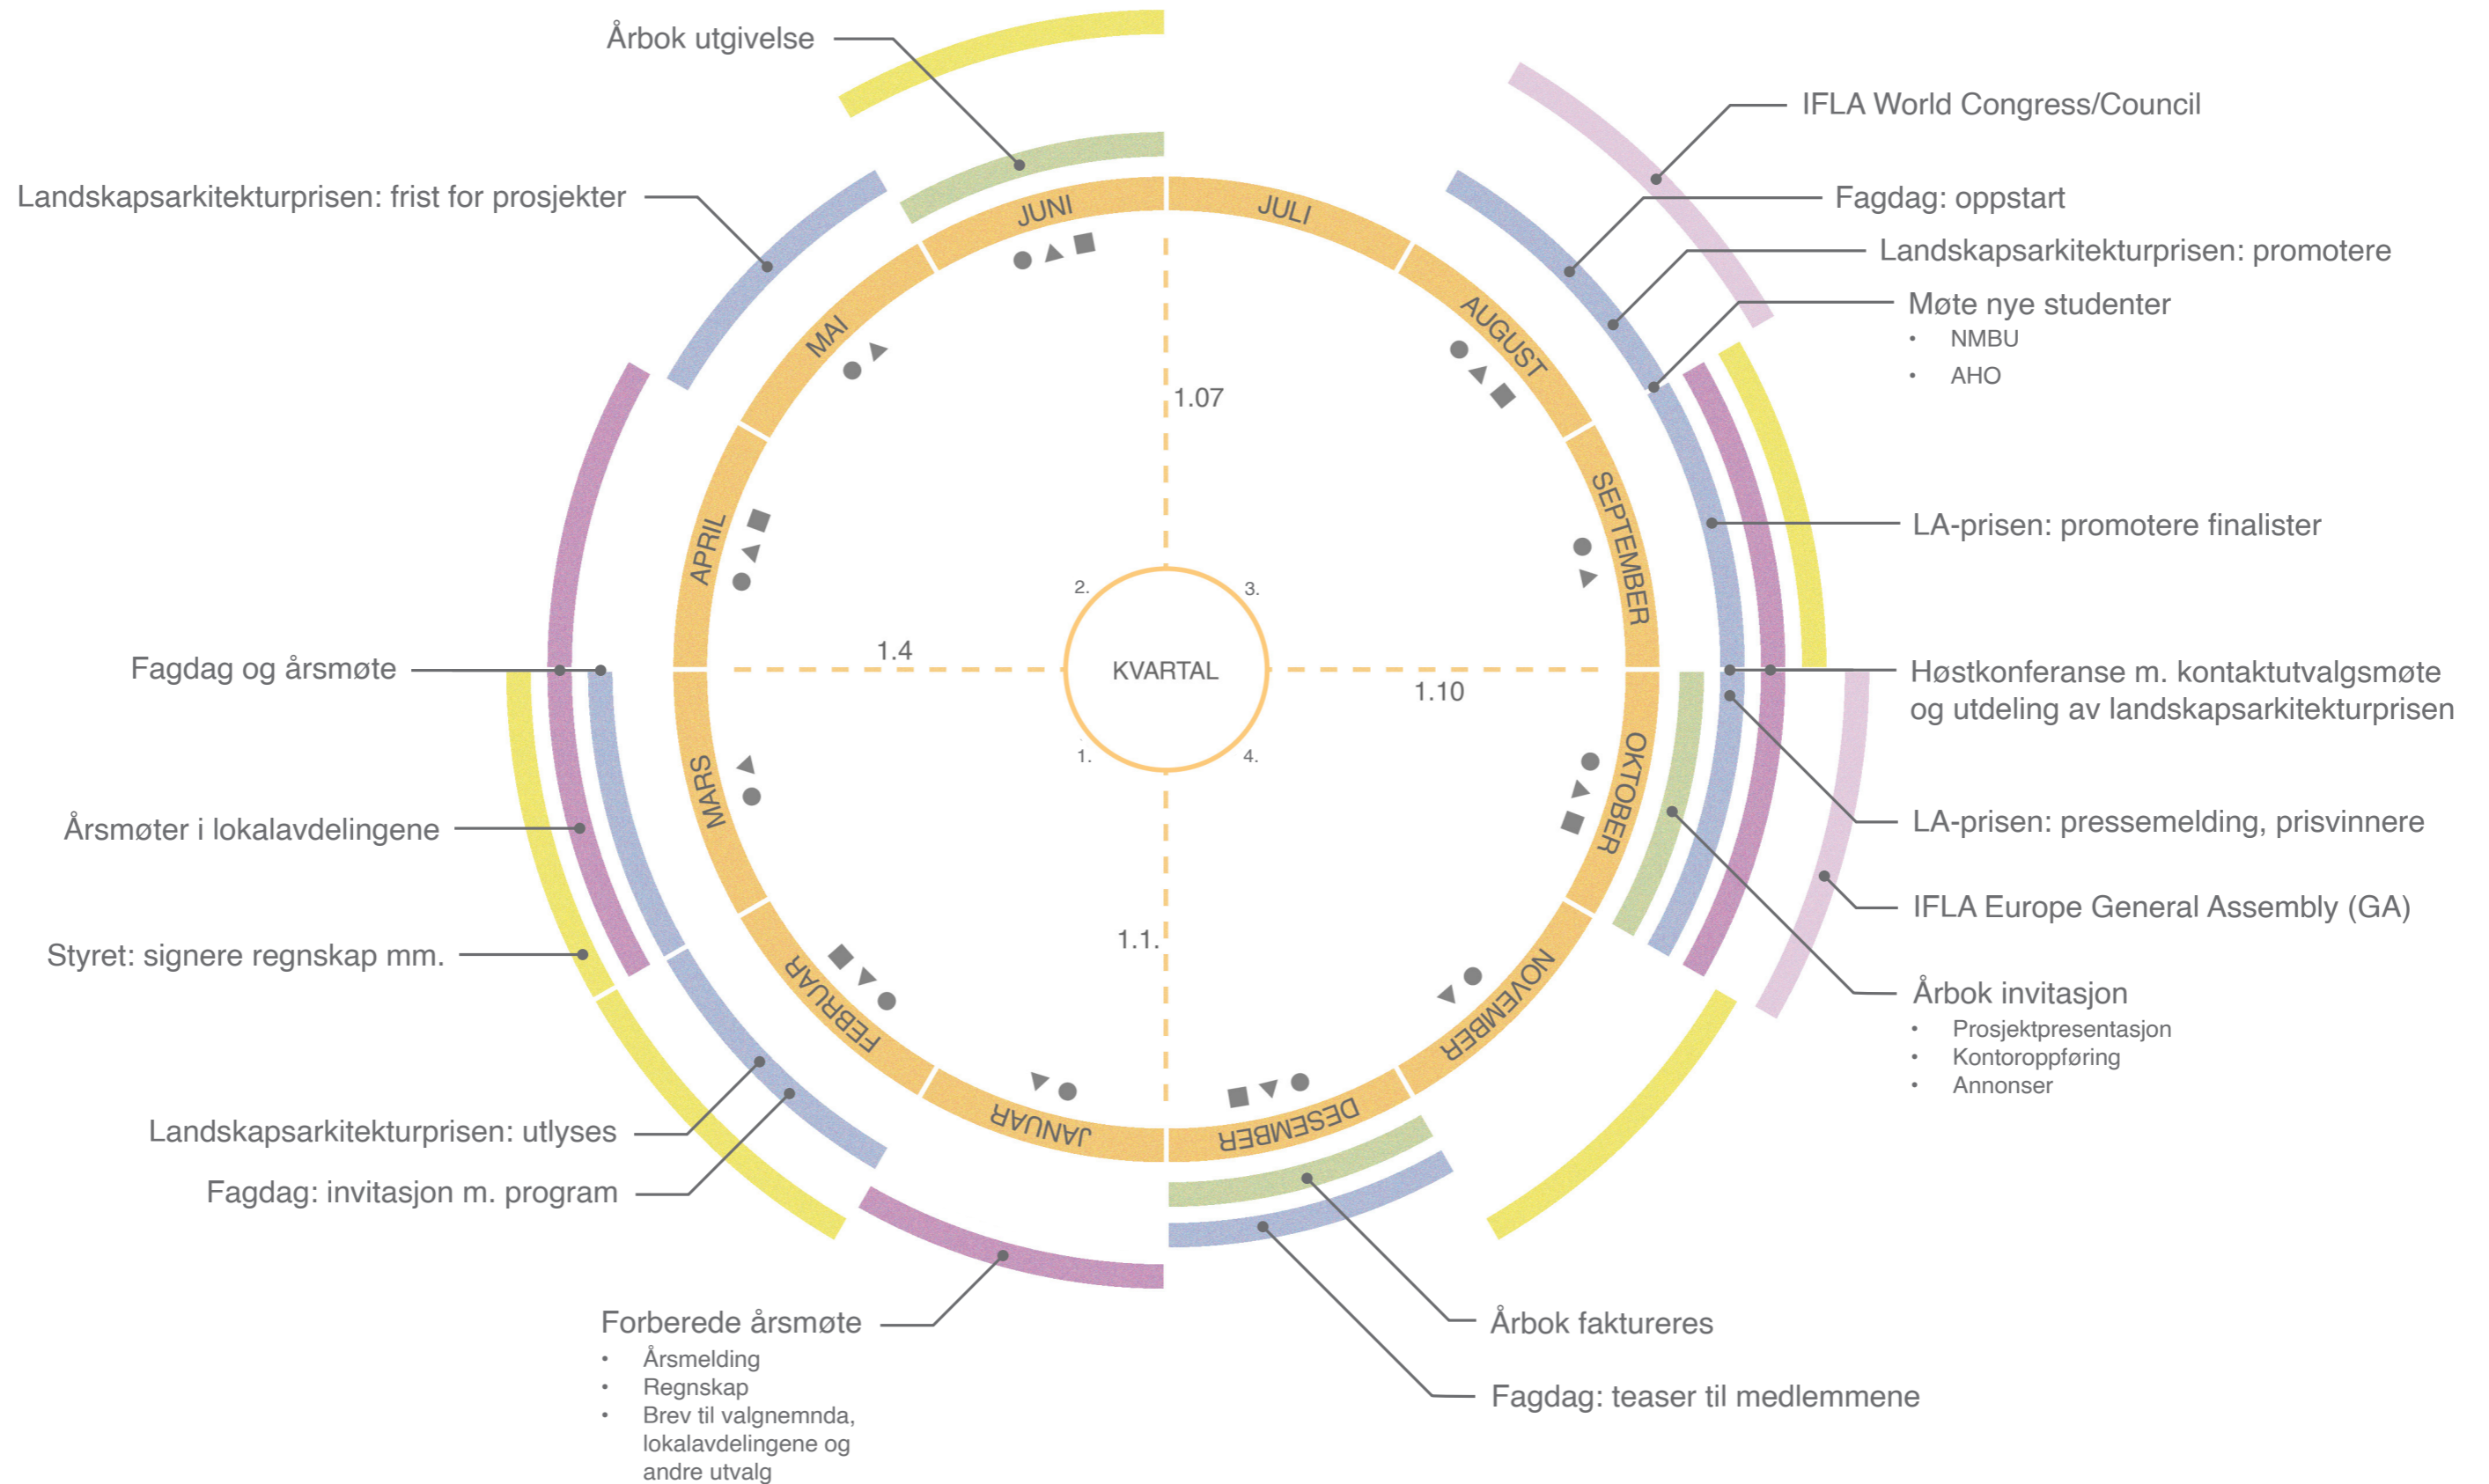 Årbok utgivelse
Landskapsarkitekturprisen: frist for prosjekter
Fagdag og årsmøte
Årsmøter i lokalavdelingene
Styret: signere regnskap mm.
Landskapsarkitekturprisen: utlyses
Fagdag: invitasjon m. program
Forberede årsmøte
• Årsmelding
• Regnskap
• Brev til valgnemnda,
lokalavdelingene og
andre utvalg
JANUAR
FEBRUAR
MARS
APRIL
MAI
JUNI
JULI
AUGUST
SEPTEMBER
OKTOBER
NOVEMBER
DESEMBER
1.07
1.4
1.10
1.1.
2.
3.
KVARTAL
1.
4.
IFLA World Congress/Council
Fagdag: oppstart
Landskapsarkitekturprisen: promotere
Møte nye studenter
• NMBU
• AHO
LA-prisen: promotere finalister
Høstkonferanse m. kontaktutvalgsmøte
og utdeling av landskapsarkitekturprisen
LA-prisen: pressemelding, prisvinnere
IFLA Europe General Assembly (GA)
Årbok invitasjon
• Prosjektpresentasjon
• Kontoroppføring
• Annonser
Årbok faktureres
Fagdag: teaser til medlemmene